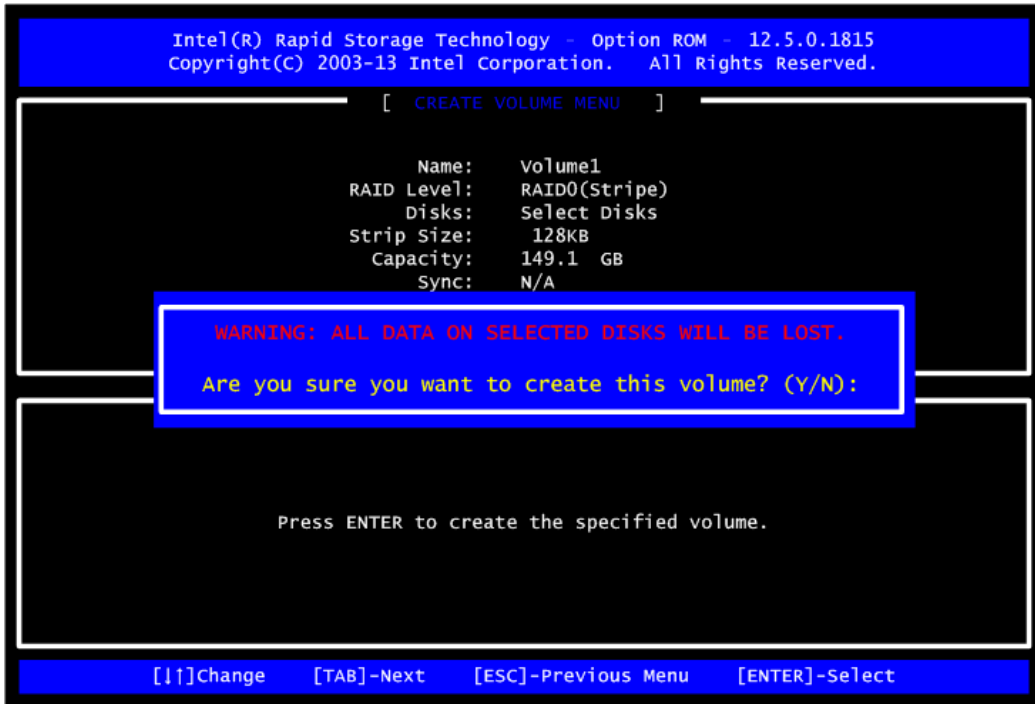 Intel(R) Rapid Storage Technology - Option ROM - 12.5.0.1815
Copyright(C) 2003-13 Intel Corporation. All Rights Reserved.
[ CREATE VOLUME MENU ]
Name: Volume1
RAID Level: RAID0(Stripe)
Disks: Select Disks
Strip Size: 128KB
Capacity: 149.1 GB
Sync: N/A
WARNING: ALL DATA ON SELECTED DISKS WILL BE LOST.
Are you sure you want to create this volume? (Y/N):
Press ENTER to create the specified volume.
[↓↑]Change [TAB]-Next [ESC]-Previous Menu [ENTER]-Select